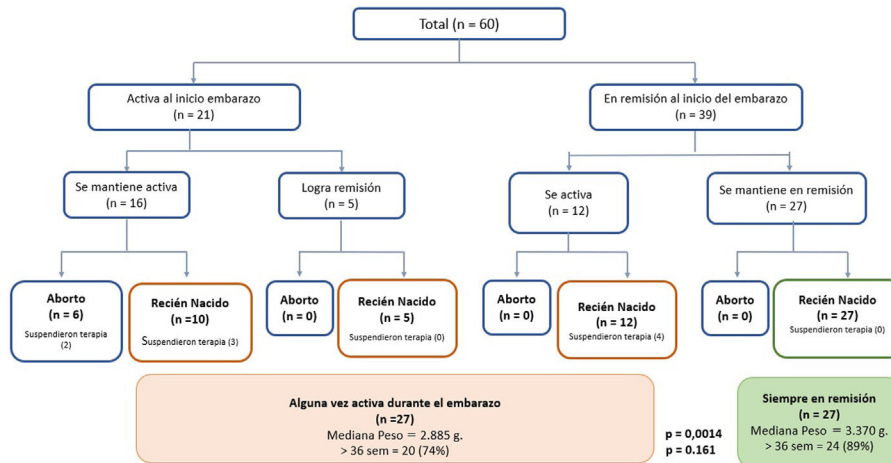 Total (n = 60)
Activa al inicio embarazo
(n = 21)
En remisión al inicio del embarazo
(n = 39)
Se mantiene activa
(n = 16)
Logra remisión
(n = 5)
Se activa
(n = 12)
Se mantiene en remisión
(n = 27)
Aborto
(n = 6)
Suspendieron terapia
(2)
Recién Nacido
(n =10)
Suspendieron terapia (3)
Aborto
(n = 0)
Recién Nacido
(n = 5)
Suspendieron terapia (0)
Aborto
(n = 0)
Recién Nacido
(n = 12)
Suspendieron terapia (4)
Aborto
(n = 0)
Recién Nacido
(n = 27)
Suspendieron terapia (0)
Alguna vez activa durante el embarazo
(n =27)
Mediana Peso = 2.885 g.
> 36 sem = 20 (74%)
p = 0,0014
p = 0.161
Siempre en remisión
(n = 27)
Mediana Peso = 3.370 g.
> 36 sem = 24 (89%)